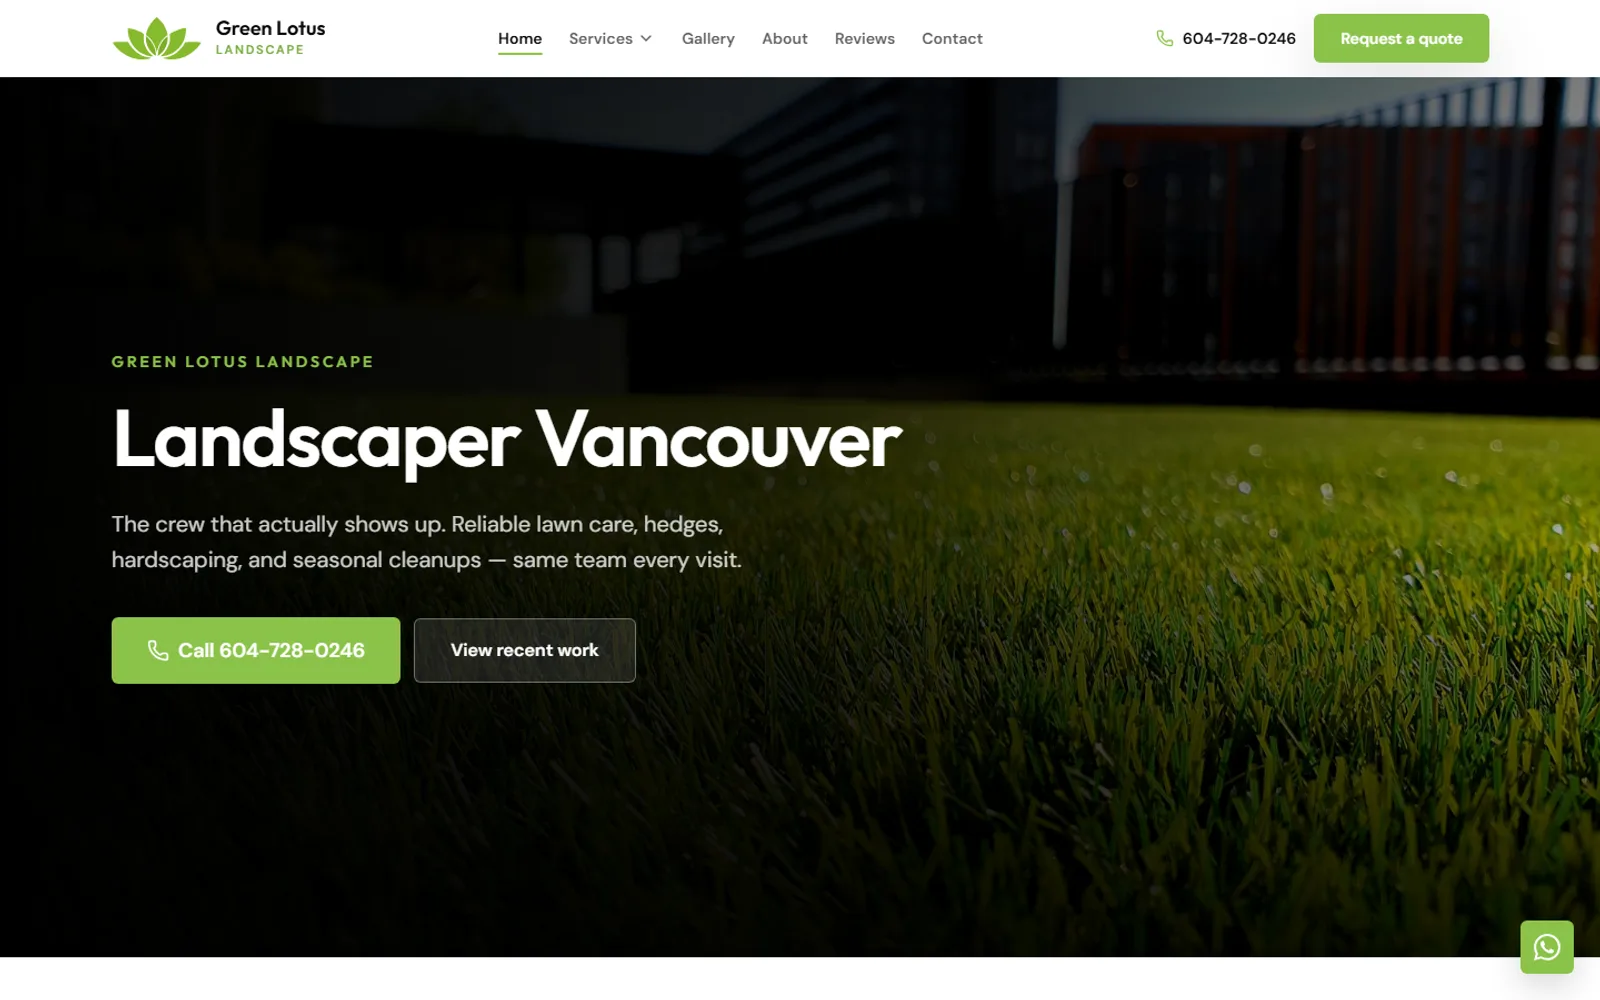 Green Lotus
LANDSCAPE
Home
Services
Gallery
About
Reviews
Contact
604-728-0246
Request a quote
GREEN LOTUS LANDSCAPE
Landscaper Vancouver
The crew that actually shows up. Reliable lawn care, hedges,
hardscaping, and seasonal cleanups — same team every visit.
Call 604-728-0246
View recent work